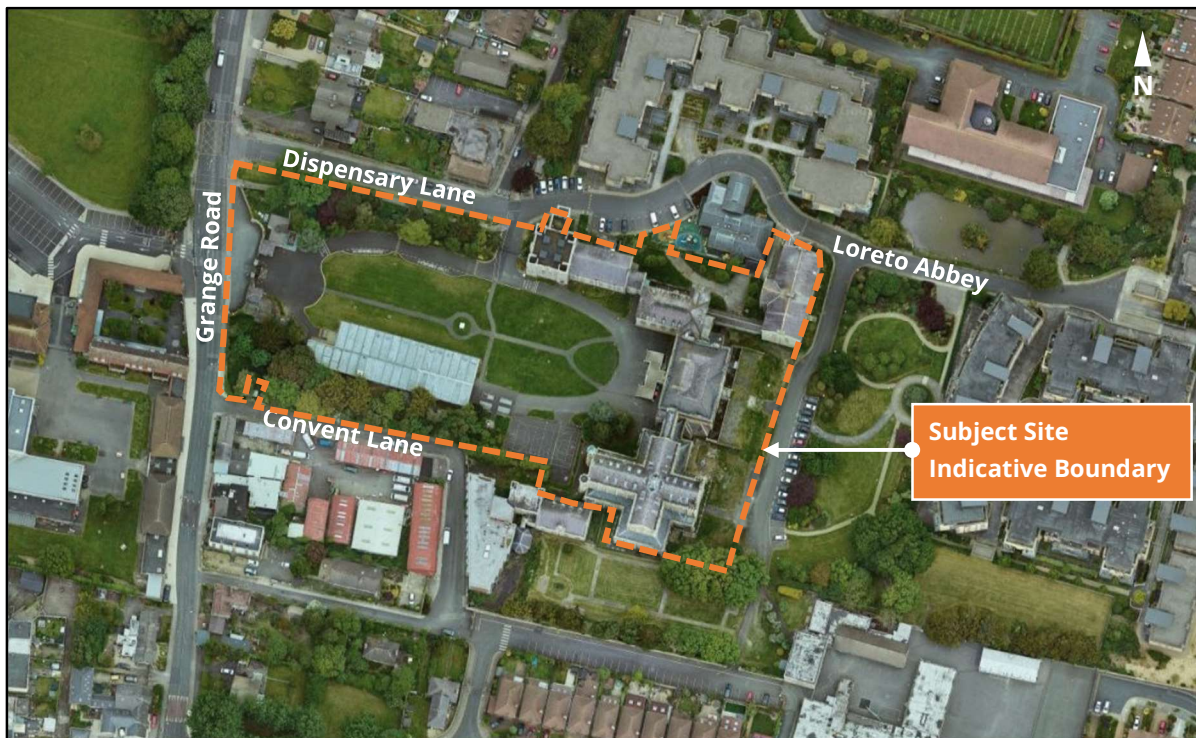 N
Dispensary Lane
Grange Road
Loreto Abbey
Convent Lane
Subject Site
Indicative Boundary